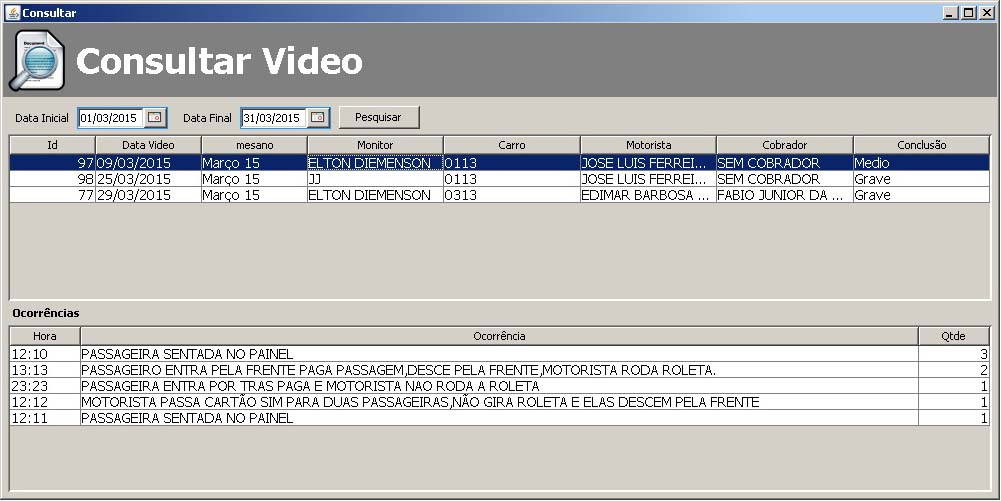 Consultar
Document
Consultar Video
Data Inicial 01/03/2015 Data Final 31/03/2015 Pesquisar
Id Data Video mesano Monitor Carro Motorista Cobrador Conclusão
97 09/03/2015 Março 15 ELTON DIEMENSON 0113 JOSE LUIS FERREI... SEM COBRADOR Medio
98 25/03/2015 Março 15 JJ 0113 JOSE LUIS FERREI... SEM COBRADOR Grave
77 29/03/2015 Março 15 ELTON DIEMENSON 0313 EDIMAR BARBOSA ... FABIO JUNIOR DA ... Grave
Ocorrências
Hora Ocorrência Qtde
12:10 PASSAGEIRA SENTADA NO PAINEL 3
13:13 PASSAGEIRO ENTRA PELA FRENTE PAGA PASSAGEM,DESCE PELA FRENTE,MOTORISTA RODA ROLETA. 2
23:23 PASSAGEIRA ENTRA POR TRAS PAGA E MOTORISTA NAO RODA A ROLETA 1
12:12 MOTORISTA PASSA CARTÃO SIM PARA DUAS PASSAGEIRAS,NÃO GIRA ROLETA E ELAS DESCEM PELA FRENTE 1
12:11 PASSAGEIRA SENTADA NO PAINEL 1